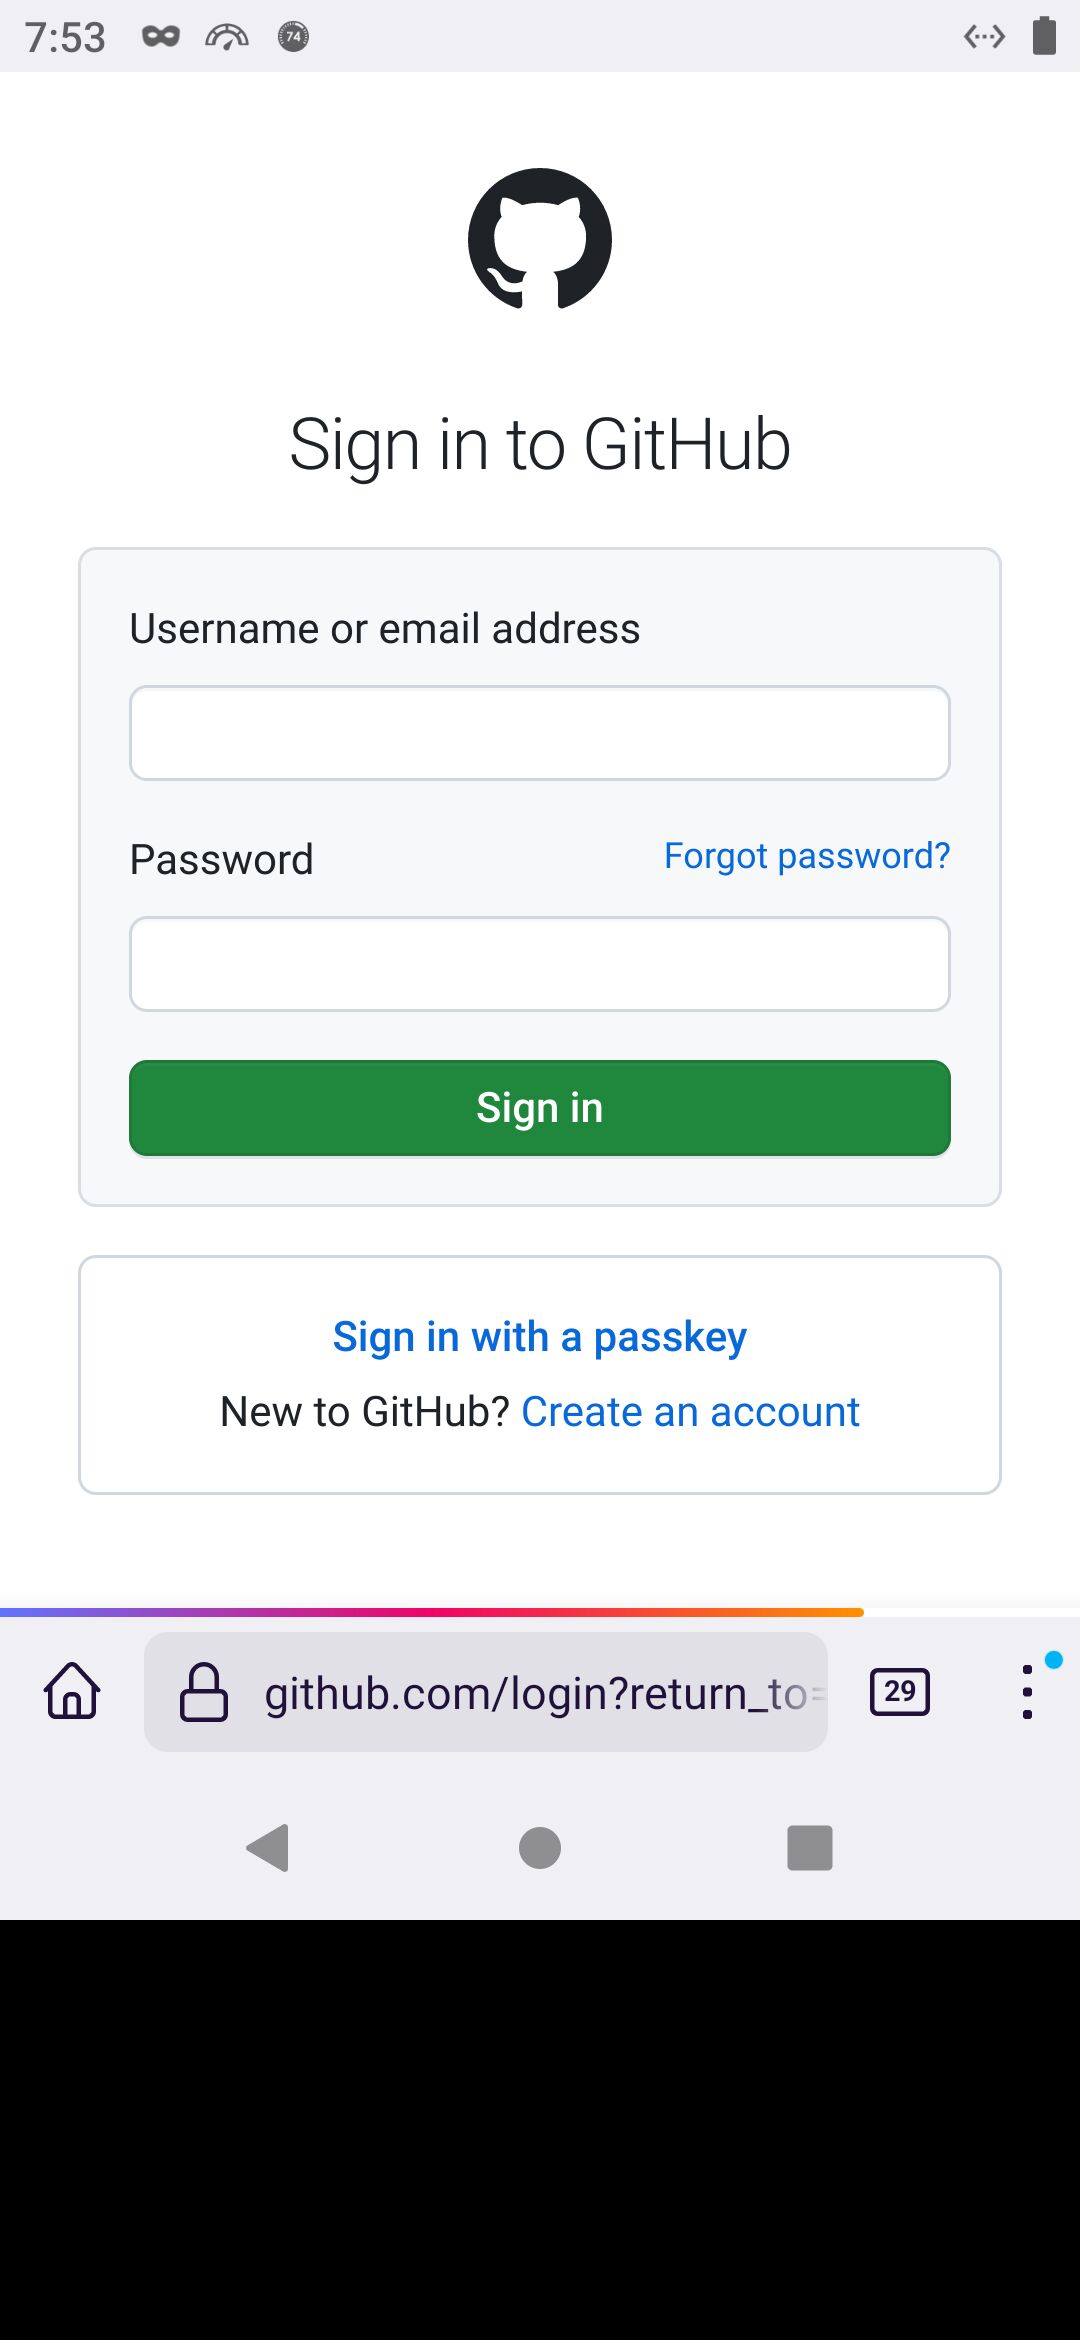 7:53
74
Sign in to GitHub
Username or email address
Password
Forgot password?
Sign in
Sign in with a passkey
New to GitHub? Create an account
github.com/login?return_to=
29